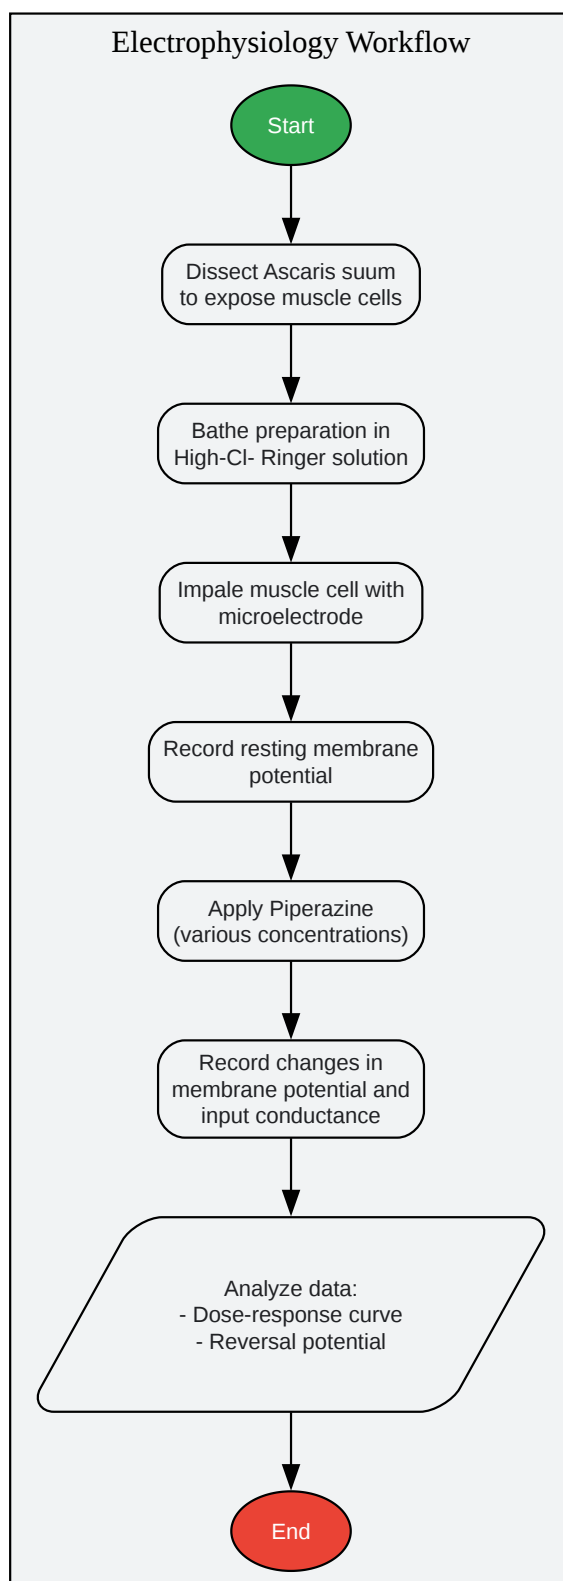 Electrophysiology Workflow
Start
Dissect Ascaris suum
to expose muscle cells
Bathe preparation in
High-Cl- Ringer solution
Impale muscle cell with
microelectrode
Record resting membrane
potential
Apply Piperazine
(various concentrations)
Record changes in
membrane potential and
input conductance
Analyze data:
- Dose-response curve
- Reversal potential
End